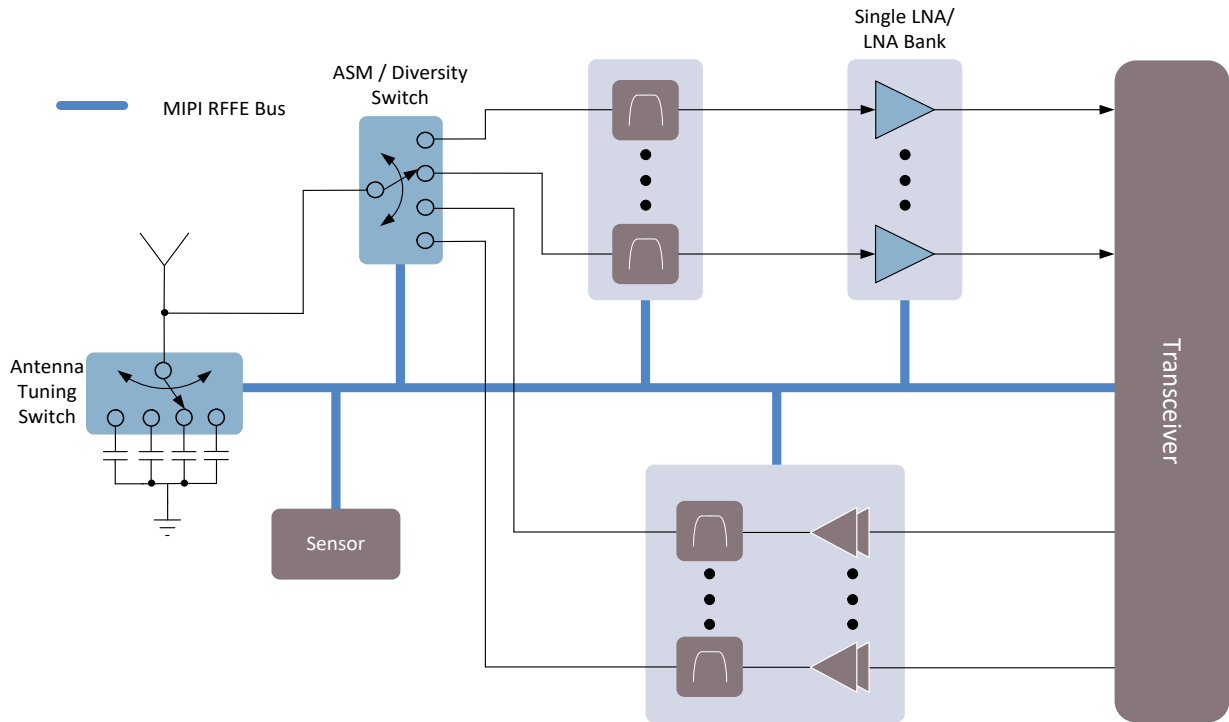 Single LNA/
LNA Bank
ASM / Diversity
Switch
MIPI RFFE Bus
Antenna
Tuning
Switch
Sensor
Transceiver